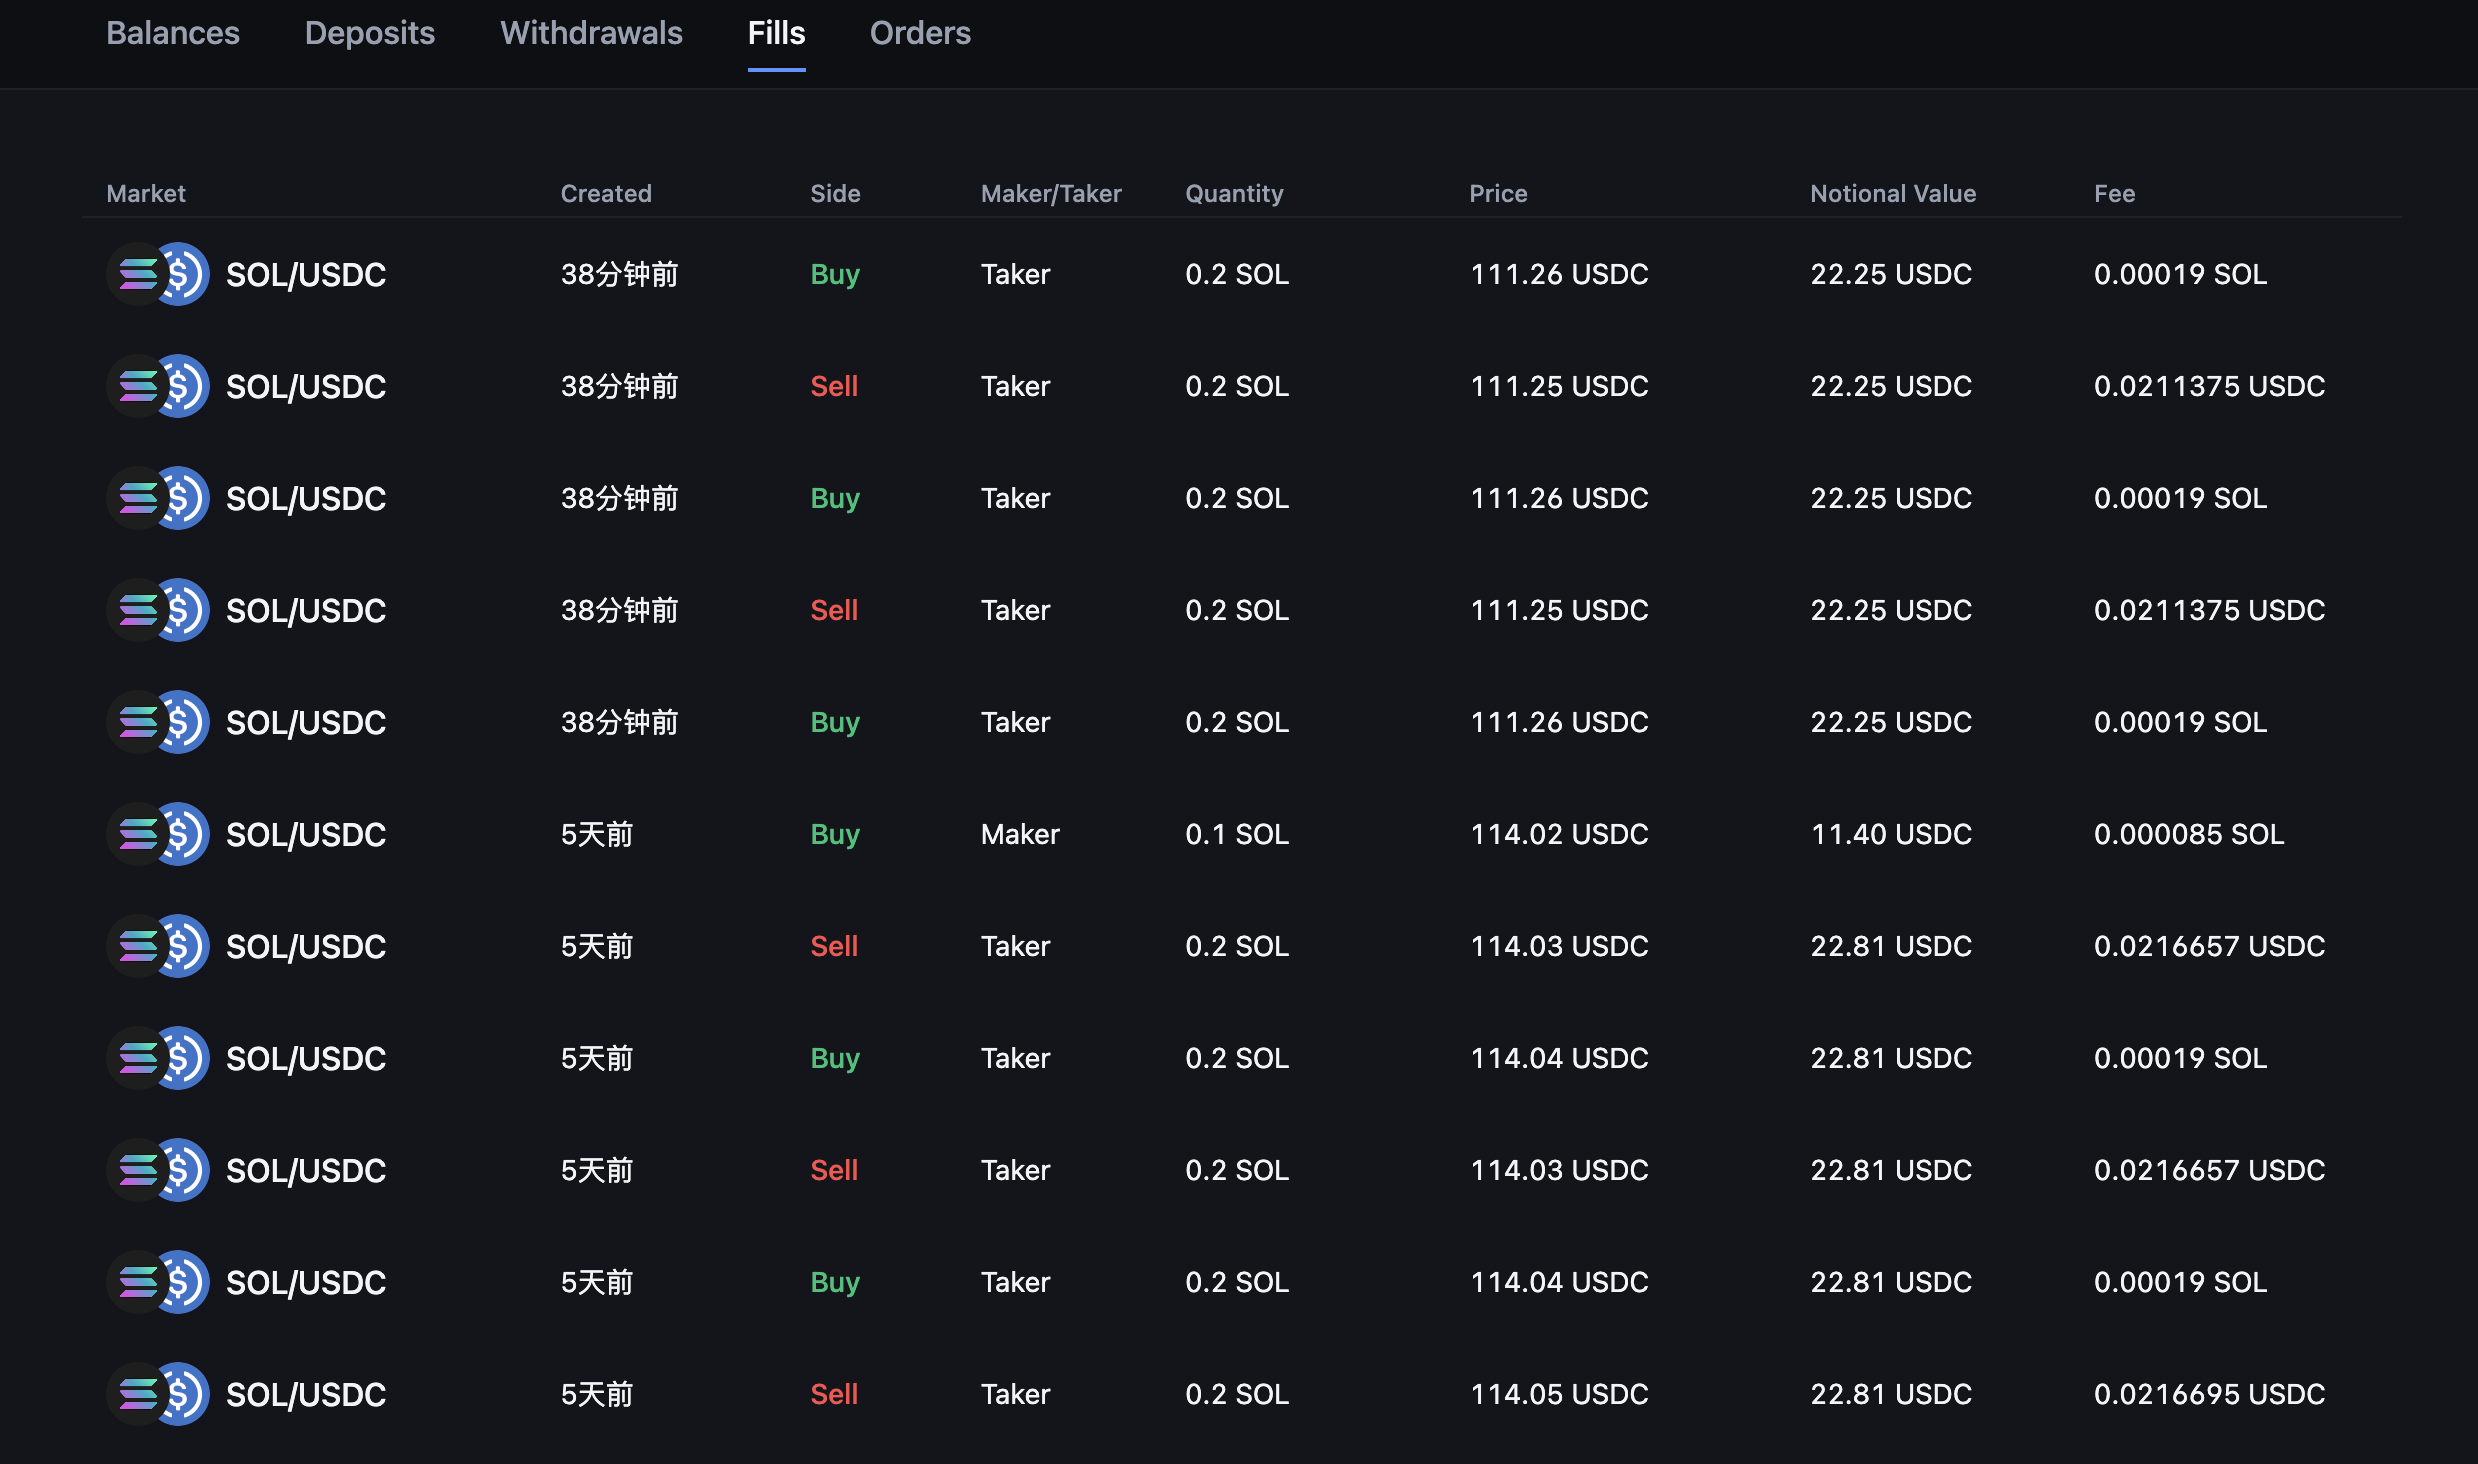 Balances Deposits Withdrawals Fills Orders
Market Created Side Maker/Taker Quantity Price Notional Value Fee
SOL/USDC 38分钟前 Buy Taker 0.2 SOL 111.26 USDC 22.25 USDC 0.00019 SOL
SOL/USDC 38分钟前 Sell Taker 0.2 SOL 111.25 USDC 22.25 USDC 0.0211375 USDC
SOL/USDC 38分钟前 Buy Taker 0.2 SOL 111.26 USDC 22.25 USDC 0.00019 SOL
SOL/USDC 38分钟前 Sell Taker 0.2 SOL 111.25 USDC 22.25 USDC 0.0211375 USDC
SOL/USDC 38分钟前 Buy Taker 0.2 SOL 111.26 USDC 22.25 USDC 0.00019 SOL
SOL/USDC 5天前 Buy Maker 0.1 SOL 114.02 USDC 11.40 USDC 0.000085 SOL
SOL/USDC 5天前 Sell Taker 0.2 SOL 114.03 USDC 22.81 USDC 0.0216657 USDC
SOL/USDC 5天前 Buy Taker 0.2 SOL 114.04 USDC 22.81 USDC 0.00019 SOL
SOL/USDC 5天前 Sell Taker 0.2 SOL 114.03 USDC 22.81 USDC 0.0216657 USDC
SOL/USDC 5天前 Buy Taker 0.2 SOL 114.04 USDC 22.81 USDC 0.00019 SOL
SOL/USDC 5天前 Sell Taker 0.2 SOL 114.05 USDC 22.81 USDC 0.0216695 USDC